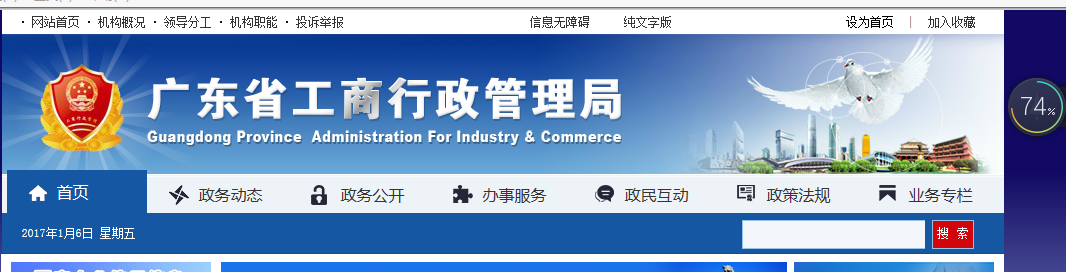 · 网站首页 · 机构概况 · 领导分工 · 机构职能 · 投诉举报 信息无障碍 纯文字版 设为首页 | 加入收藏
广东省工商行政管理局
Guangdong Province Administration For Industry & Commerce
74%
首页 政务动态 政务公开 办事服务 政民互动 政策法规 业务专栏
2017年1月6日 星期五 搜 索